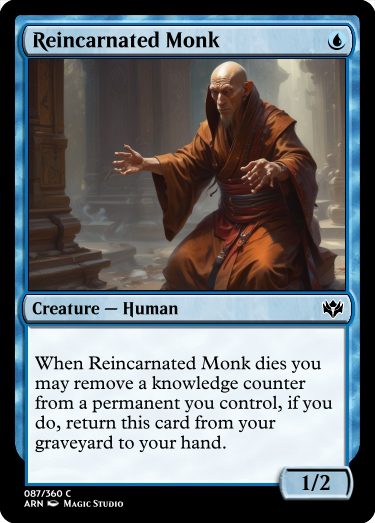 Reincarnated Monk
Creature — Human
When Reincarnated Monk dies you
may remove a knowledge counter
from a permanent you control, if you
do, return this card from your
graveyard to your hand.
087/360 C
ARN Magic Studio
1/2